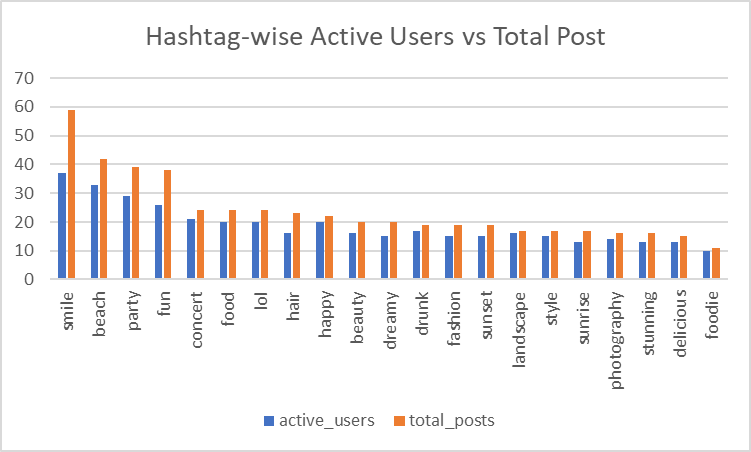 Hashtag-wise Active Users vs Total Post
70
60
50
40
30
20
10
0
smile
beach
party
fun
concert
food
lol
hair
happy
beauty
dreamy
drunk
fashion
sunset
landscape
style
sunrise
photography
stunning
delicious
foodie
active_users total_posts